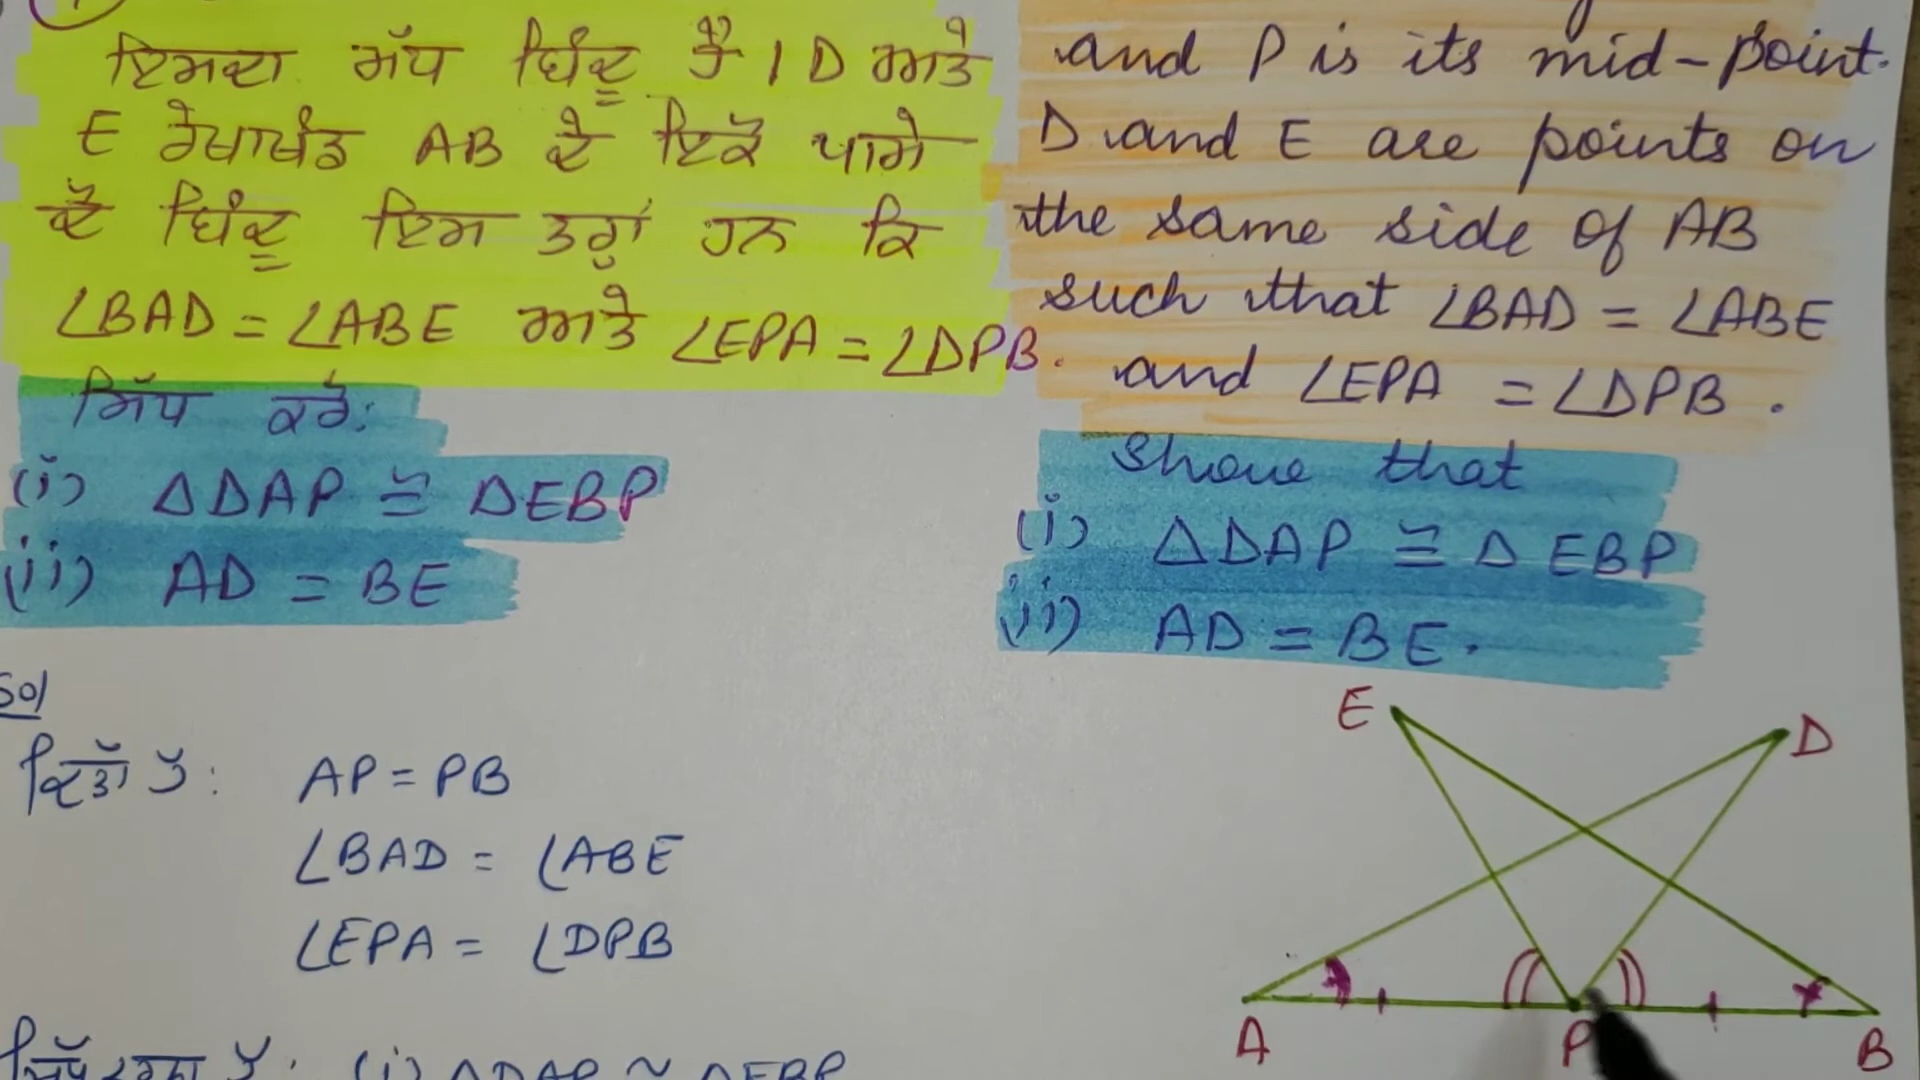 ਇਸਦਾ ਮੱਧ ਬਿੰਦੂ ਹੈ । D ਅਤੇ
E ਰੇਖਾਖੰਡ AB ਦੇ ਇੱਕੋ ਪਾਸੇ
ਦੋ ਬਿੰਦੂ ਇਸ ਤਰ੍ਹਾਂ ਹਨ ਕਿ
∠BAD = ∠ABE ਅਤੇ ∠EPA = ∠DPB.
ਸਿੱਧ ਕਰੋ:
(i) ΔDAP ≅ ΔEBP
(ii) AD = BE
and P is its mid-point.
D and E are points on
the same side of AB
such that ∠BAD = ∠ABE
and ∠EPA = ∠DPB .
Show that
(i) ΔDAP ≅ ΔEBP
(ii) AD = BE.
Sol
AP = PB
∠BAD = ∠ABE
∠EPA = ∠DPB
E
D
A
P
B